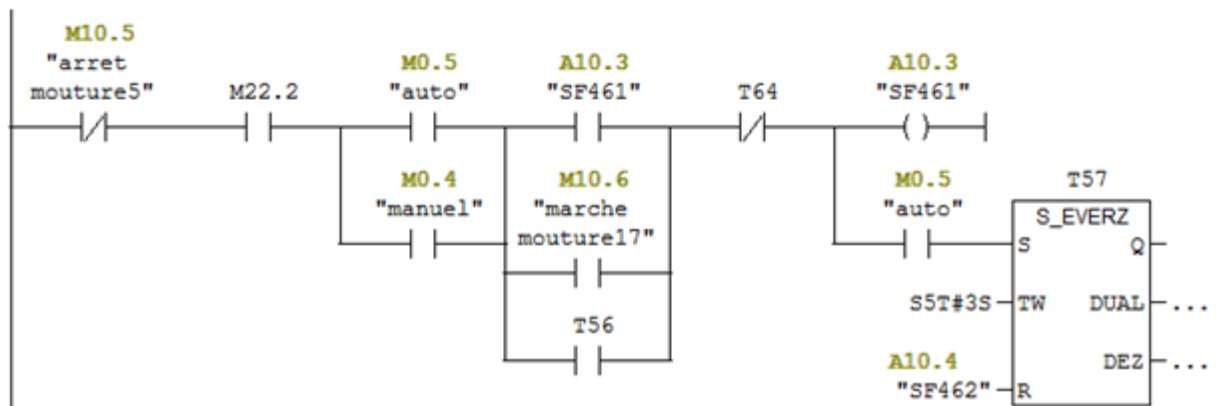 M10.5
"arret
mouture5"
M22.2
M0.5
"auto"
A10.3
"SF461"
T64
A10.3
"SF461"
M0.4
"manuel"
M10.6
"marche
mouture17"
T56
M0.5
"auto"
T57
S_EVERZ
S Q
S5T#3S TW DUAL ...
DEZ ...
A10.4
"SF462" R